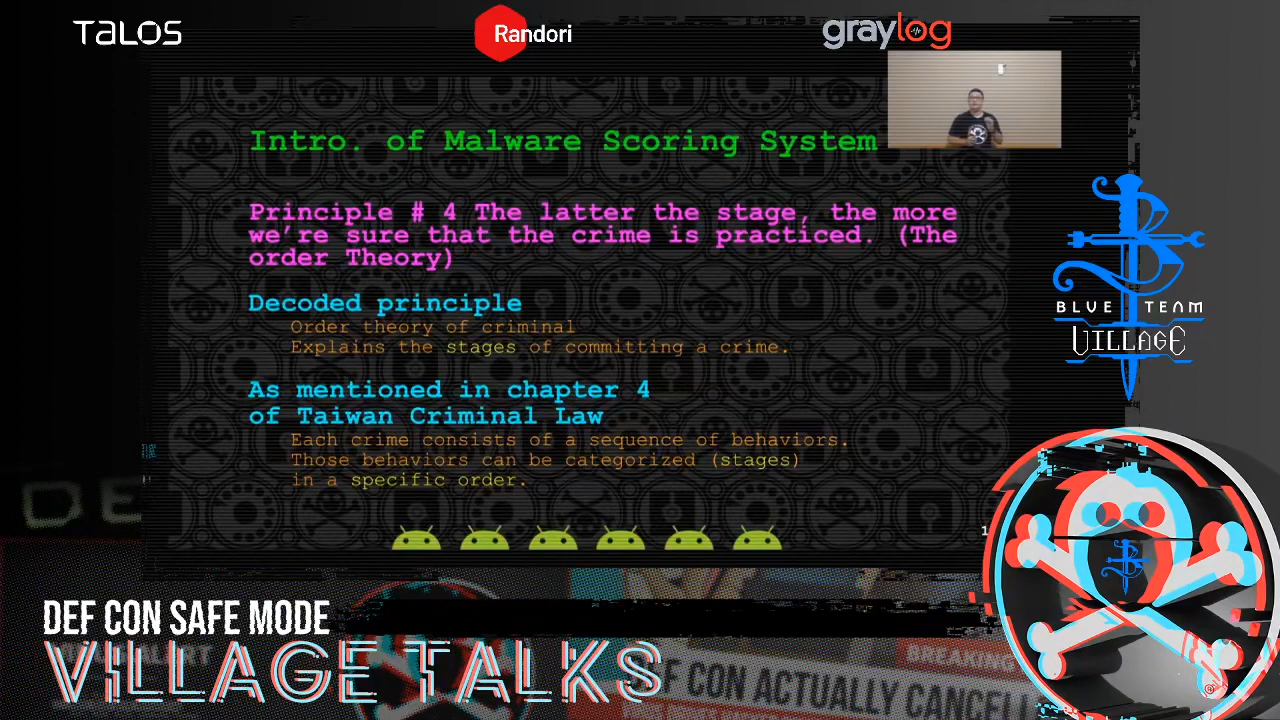 TALOS
Randori
graylog
Intro. of Malware Scoring System
Principle # 4 The latter the stage, the more
we're sure that the crime is practiced. (The
order Theory)
Decoded principle
Order theory of criminal
Explains the stages of committing a crime.
As mentioned in chapter 4
of Taiwan Criminal Law
Each crime consists of a sequence of behaviors.
Those behaviors can be categorized (stages)
in a specific order.
BLUE TEAM
VILLAGE
DEF CON SAFE MODE
VILLAGE TALKS
BREAKING
DEF CON ACTUALLY CANCELL